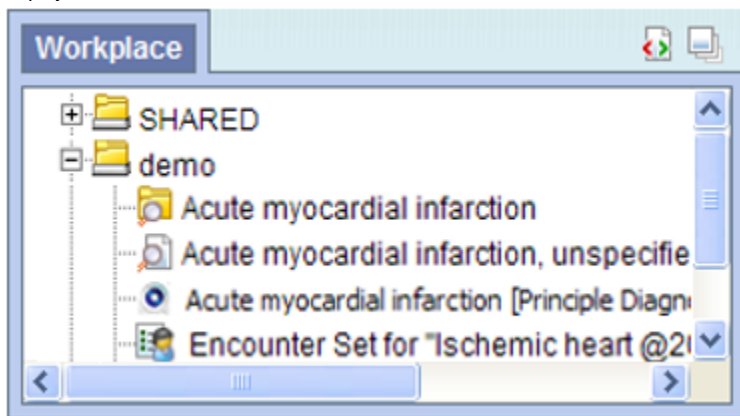 Workplace
SHARED
demo
Acute myocardial infarction
Acute myocardial infarction, unspecifie
Acute myocardial infarction [Principle Diagn
Encounter Set for "Ischemic heart @2